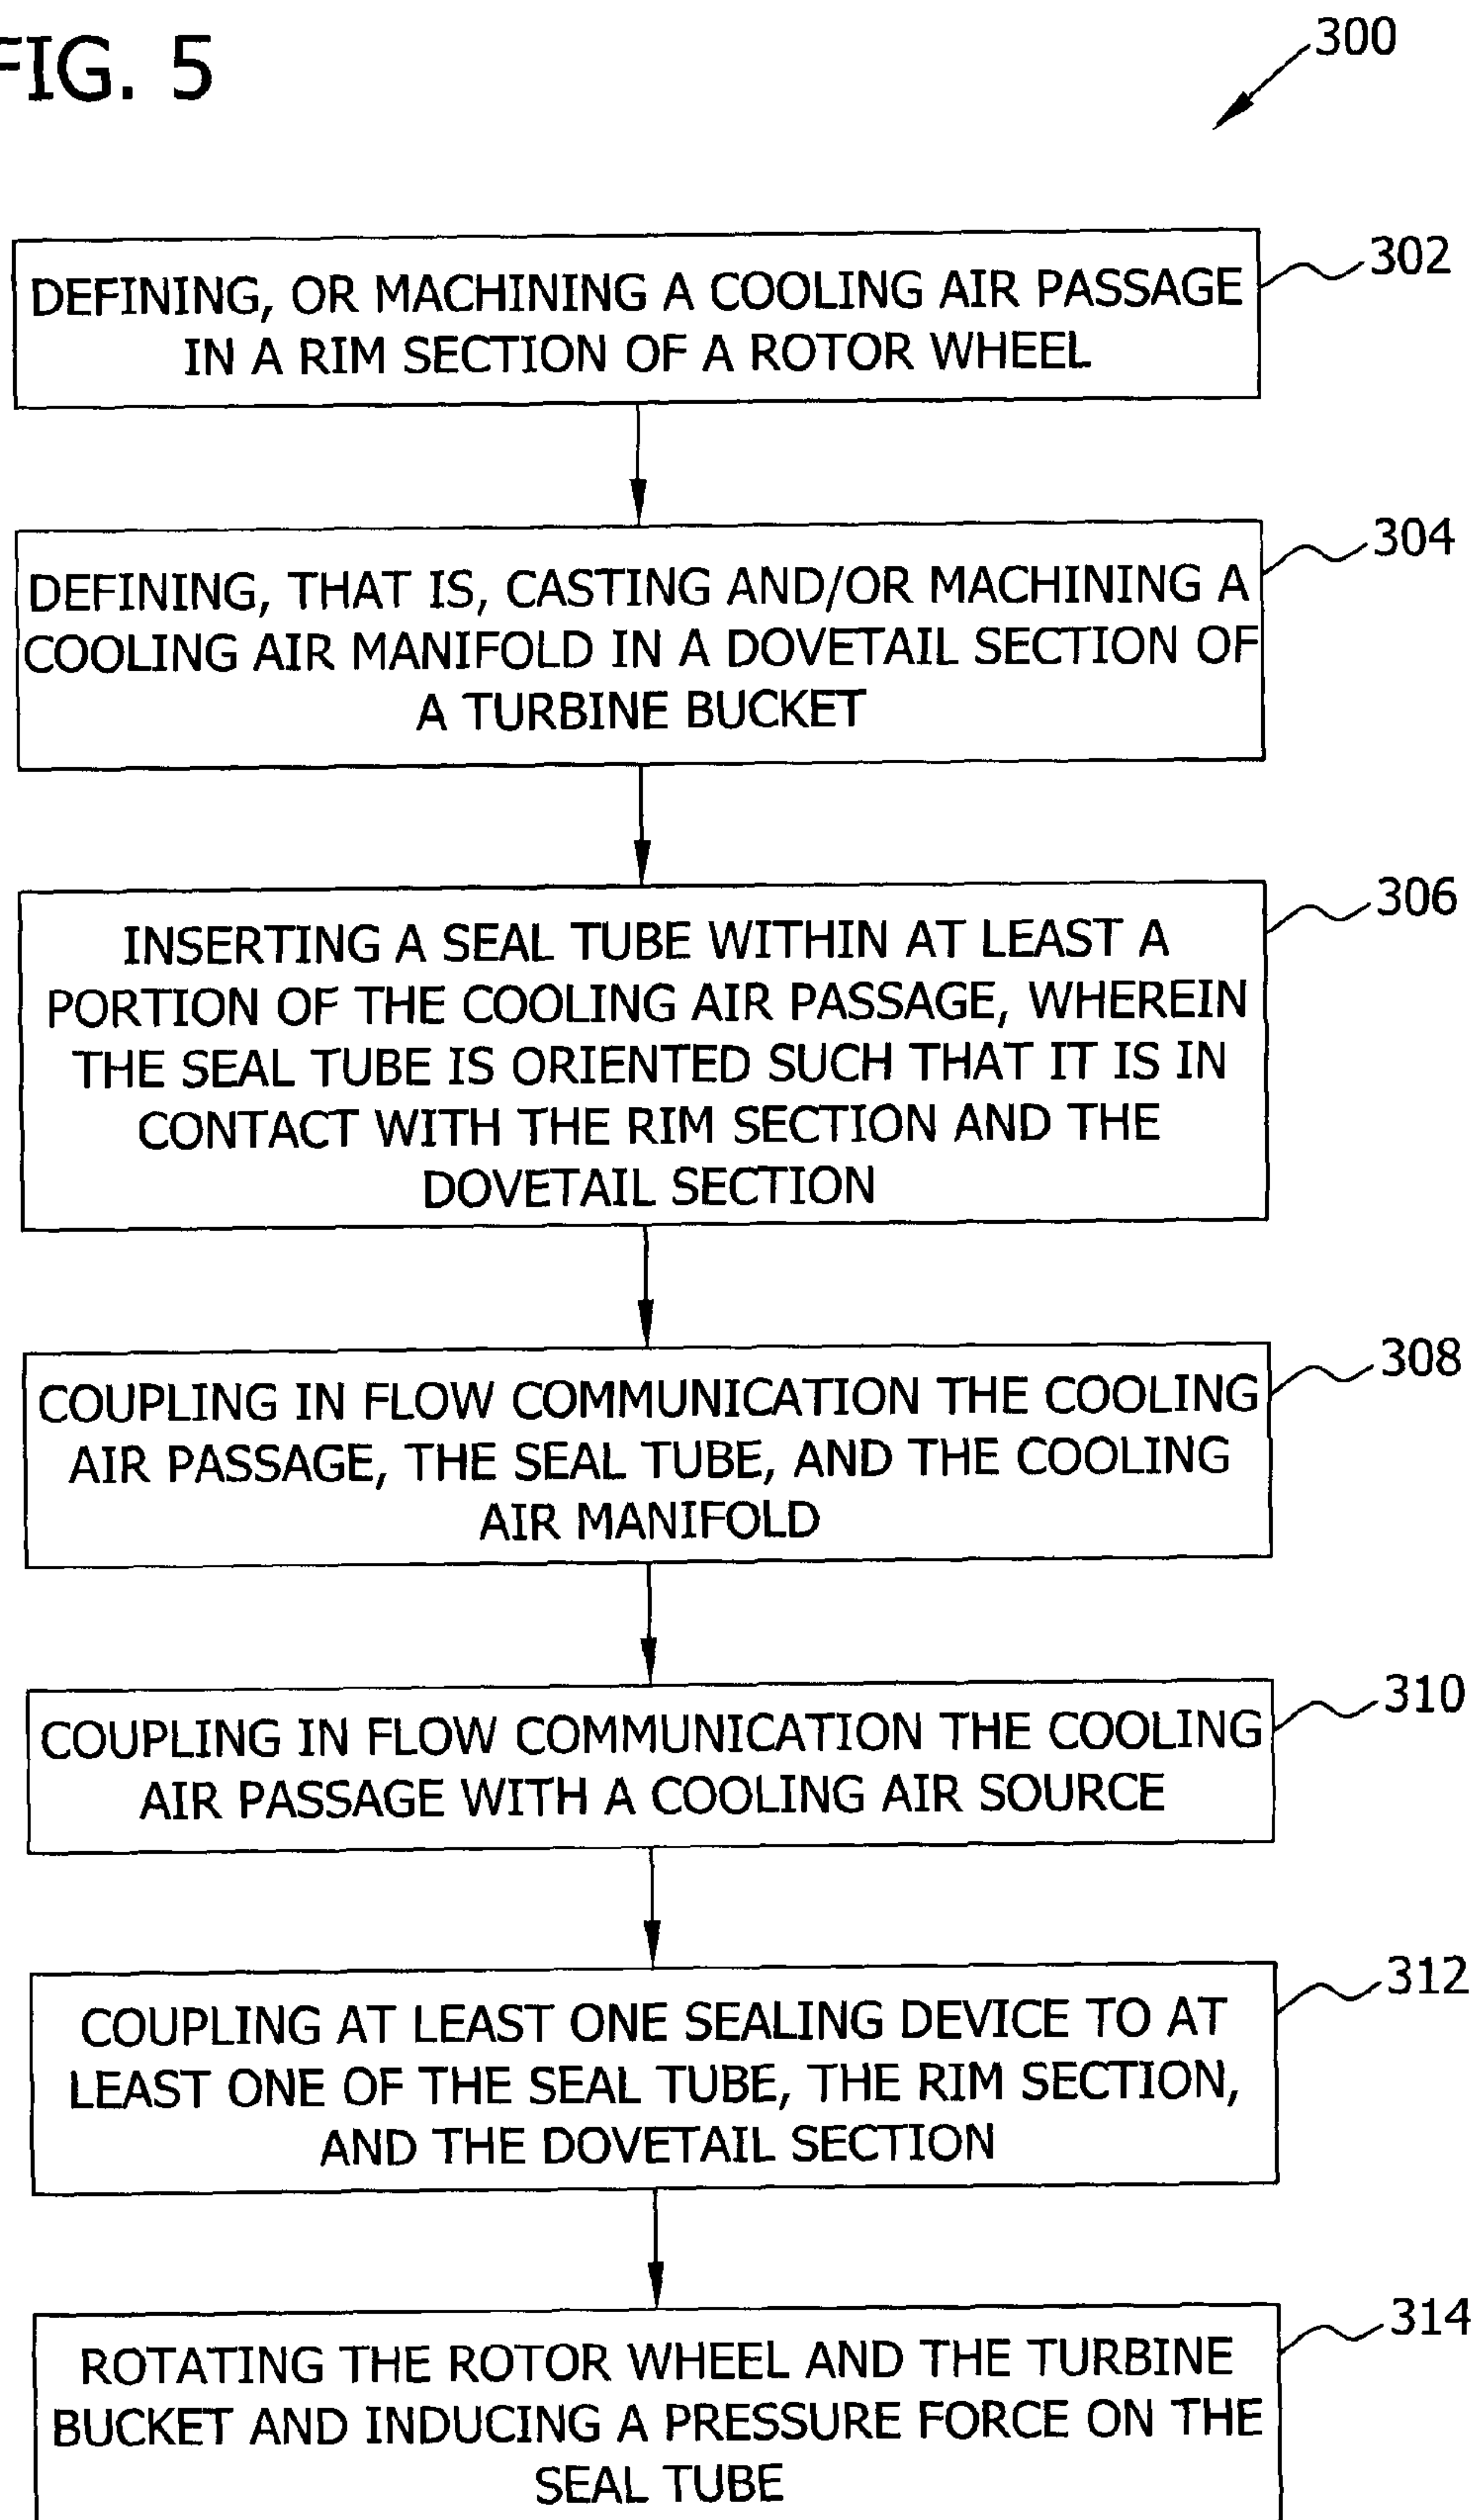 FIG. 5
300
302
DEFINING, OR MACHINING A COOLING AIR PASSAGE
IN A RIM SECTION OF A ROTOR WHEEL
304
DEFINING, THAT IS, CASTING AND/OR MACHINING A
COOLING AIR MANIFOLD IN A DOVETAIL SECTION OF
A TURBINE BUCKET
306
INSERTING A SEAL TUBE WITHIN AT LEAST A
PORTION OF THE COOLING AIR PASSAGE, WHEREIN
THE SEAL TUBE IS ORIENTED SUCH THAT IT IS IN
CONTACT WITH THE RIM SECTION AND THE
DOVETAIL SECTION
308
COUPLING IN FLOW COMMUNICATION THE COOLING
AIR PASSAGE, THE SEAL TUBE, AND THE COOLING
AIR MANIFOLD
310
COUPLING IN FLOW COMMUNICATION THE COOLING
AIR PASSAGE WITH A COOLING AIR SOURCE
312
COUPLING AT LEAST ONE SEALING DEVICE TO AT
LEAST ONE OF THE SEAL TUBE, THE RIM SECTION,
AND THE DOVETAIL SECTION
314
ROTATING THE ROTOR WHEEL AND THE TURBINE
BUCKET AND INDUCING A PRESSURE FORCE ON THE
SEAL TUBE